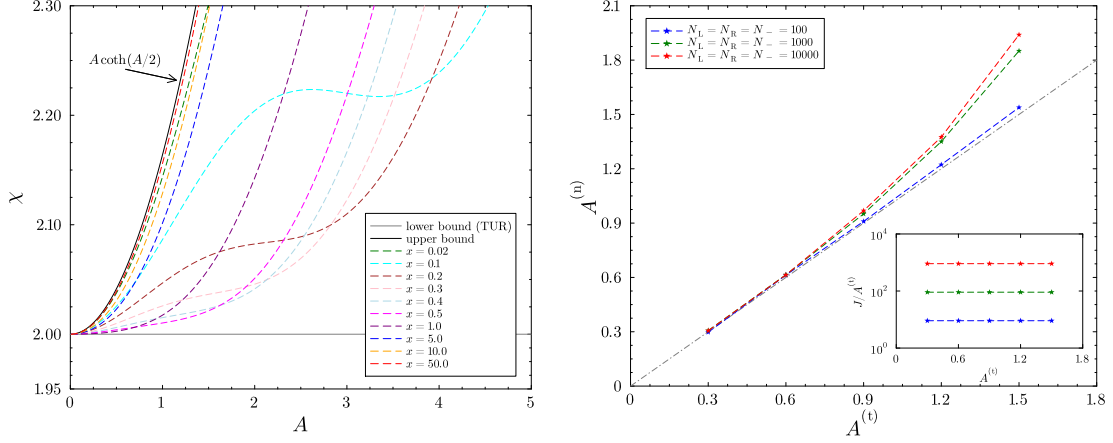 2.30
2.20
2.10
2.00
1.95
χ
A coth(A/2)
lower bound (TUR)
upper bound
x = 0.02
x = 0.1
x = 0.2
x = 0.3
x = 0.4
x = 0.5
x = 1.0
x = 5.0
x = 10.0
x = 50.0
0 1 2 3 4 5
A
2.1
1.8
1.5
1.2
0.9
0.6
0.3
0
A^(n)
N_L = N_R = N_− = 100
N_L = N_R = N_− = 1000
N_L = N_R = N_− = 10000
10^4
10^2
10^0
J/A^(t)
0 0.6 1.2 1.8
A^(t)
0 0.3 0.6 0.9 1.2 1.5 1.8
A^(t)